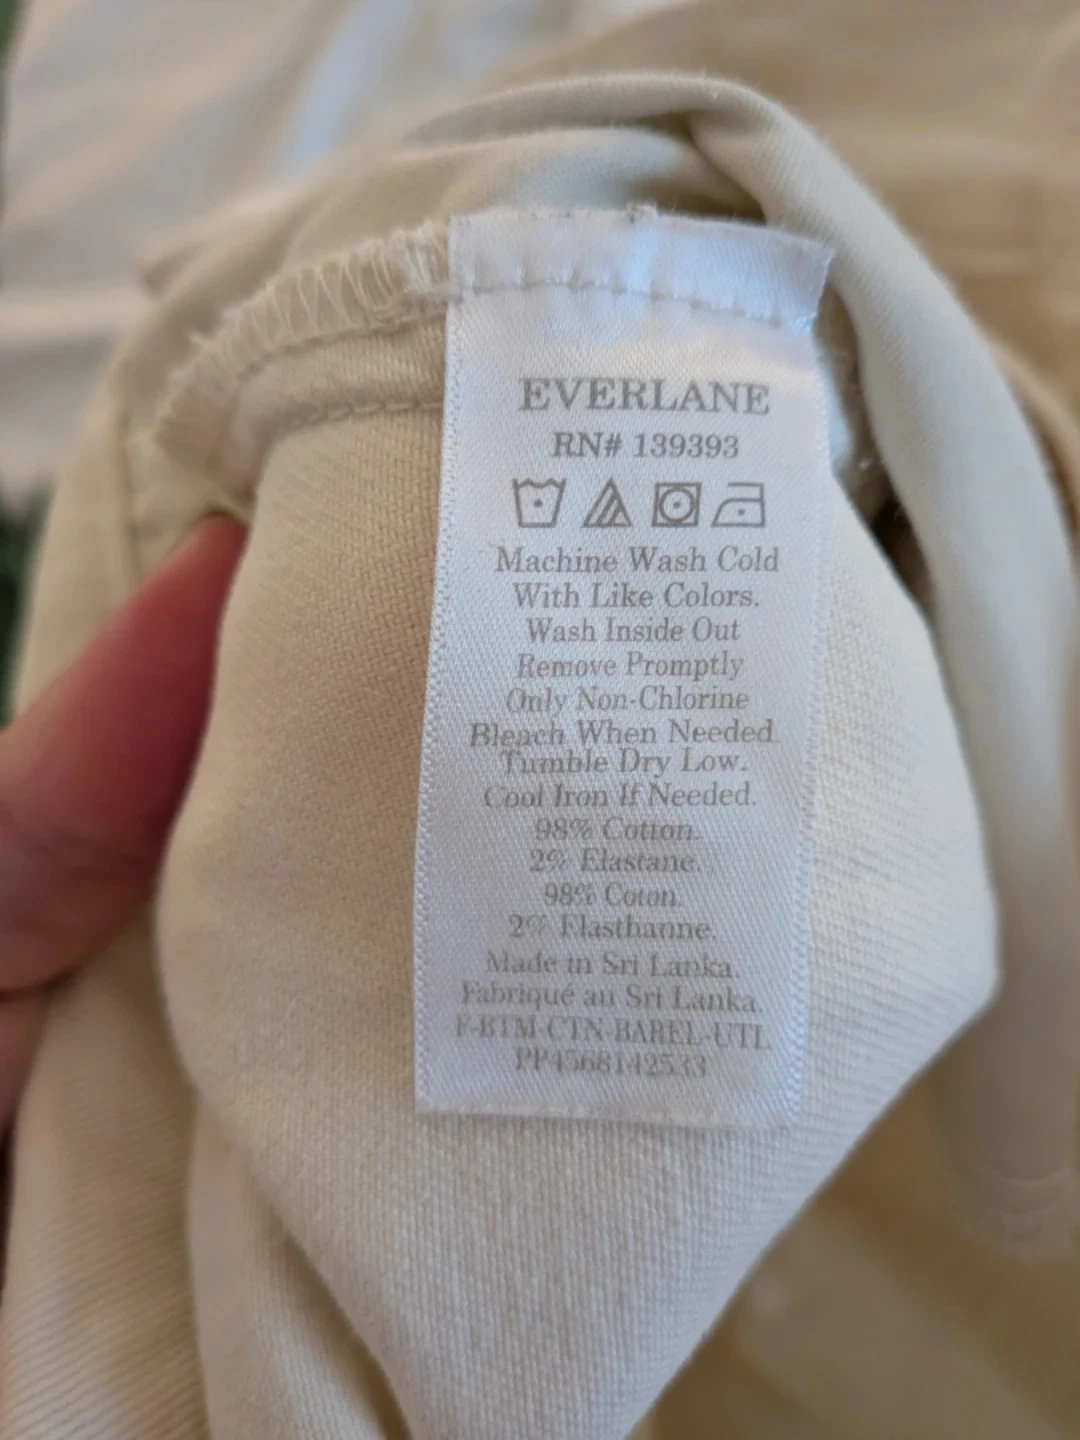 EVERLANE
RN# 139393
Machine Wash Cold
With Like Colors.
Wash Inside Out
Remove Promptly
Only Non-Chlorine
Bleach When Needed.
Tumble Dry Low.
Cool Iron If Needed.
98% Cotton.
2% Elastane.
98% Coton.
2% Elasthanne.
Made in Sri Lanka.
Fabriqué au Sri Lanka.
F-BTM-CTN-BAREL-UTL
PP4568142533